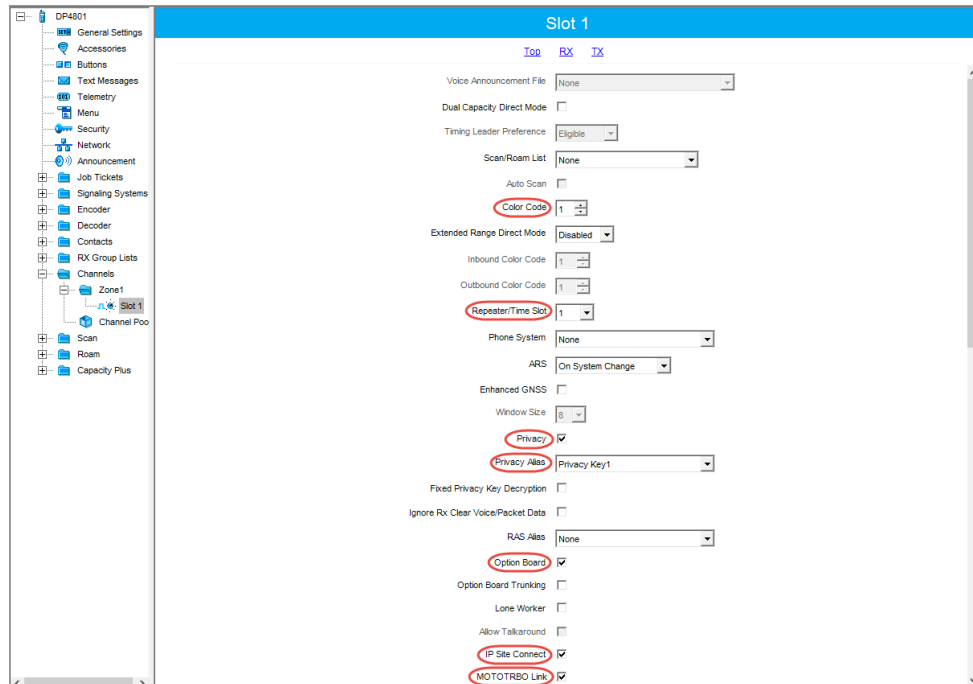 DP4801
General Settings
Accessories
Buttons
Text Messages
Telemetry
Menu
Security
Network
Announcement
Job Tickets
Signaling Systems
Encoder
Decoder
Contacts
RX Group Lists
Channels
Zone1
Slot 1
Channel Poo
Scan
Roam
Capacity Plus
Slot 1
Top RX TX
Voice Announcement File None
Dual Capacity Direct Mode
Timing Leader Preference Eligible
Scan/Roam List None
Auto Scan
Color Code 1
Extended Range Direct Mode Disabled
Inbound Color Code 1
Outbound Color Code 1
Repeater/Time Slot 1
Phone System None
ARS On System Change
Enhanced GNSS
Window Size 8
Privacy
Privacy Alias Privacy Key1
Fixed Privacy Key Decryption
Ignore Rx Clear Voice/Packet Data
RAS Alias None
Option Board
Option Board Trunking
Lone Worker
Allow Talkaround
IP Site Connect
MOTOTRBO Link